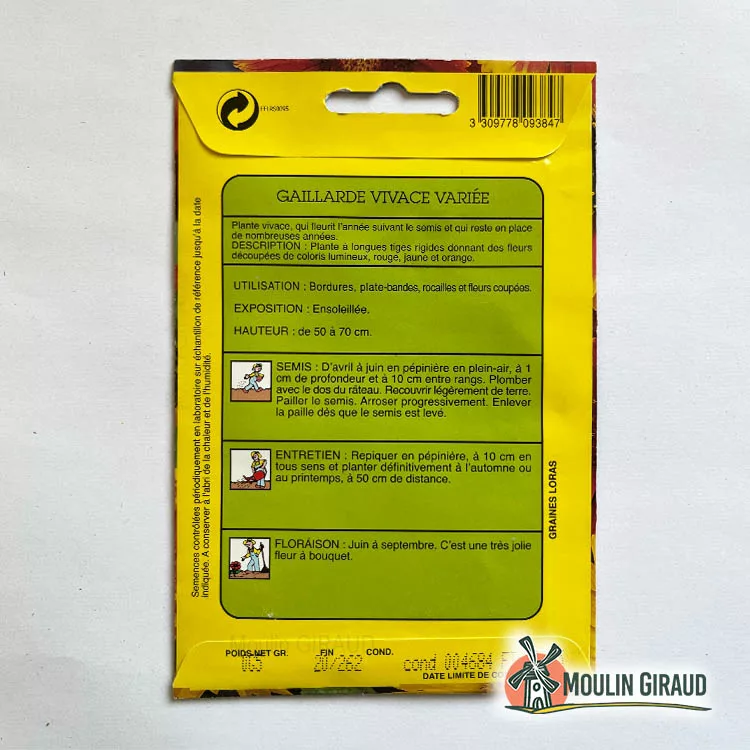 FFLRS0095
3 309778 093847
GAILLARDE VIVACE VARIÉE
Plante vivace, qui fleurit l'année suivant le semis et qui reste en place
de nombreuses années.
DESCRIPTION : Plante à longues tiges rigides donnant des fleurs
découpées de coloris lumineux, rouge, jaune et orange.
UTILISATION : Bordures, plate-bandes, rocailles et fleurs coupées.
EXPOSITION : Ensoleillée.
HAUTEUR : de 50 à 70 cm.
SEMIS : D'avril à juin en pépinière en plein-air, à 1
cm de profondeur et à 10 cm entre rangs. Plomber
avec le dos du râteau. Recouvrir légèrement de terre.
Pailler le semis. Arroser progressivement. Enlever
la paille dès que le semis est levé.
ENTRETIEN : Repiquer en pépinière, à 10 cm en
tous sens et planter définitivement à l'automne ou
au printemps, à 50 cm de distance.
FLORAISON : Juin à septembre. C'est une très jolie
fleur à bouquet.
Semences contrôlées périodiquement en laboratoire sur échantillon de référence jusqu'à la date
indiquée. A conserver à l'abri de la chaleur et de l'humidité.
GRAINES LORAS
Moulin GIRAUD
POIDS NET GR. FIN COND.
0G5 20/262 cond 004684
DATE LIMITE DE
MOULIN GIRAUD